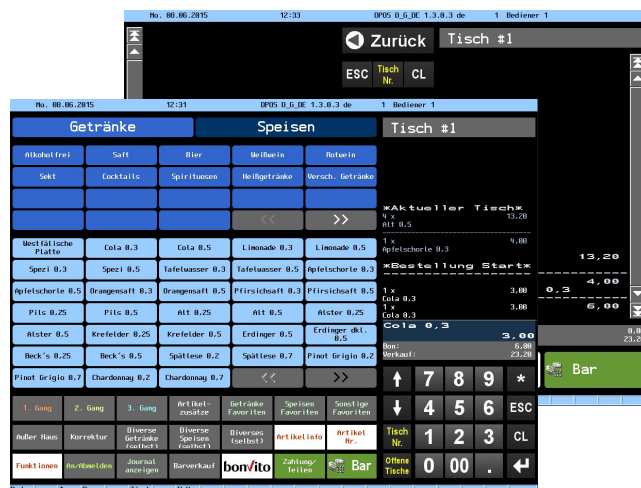 Mo. 08.06.2015 12:33 OPOS D_G_DE 1.3.0.3 de 1 Bediener 1
Zurück Tisch #1
ESC Tisch Nr. CL
13,20
4,00
0,3
6,00
Bar
Mo. 08.06.2015 12:31 OPOS D_G_DE 1.3.0.3 de 1 Bediener 1
Getränke Speisen Tisch #1
Alkoholfrei Saft Bier Weißwein Rotwein
Sekt Cocktails Spirituosen Heißgetränke Versch. Getränke
<< >>
Westfälische Platte Cola 0,3 Cola 0,5 Limonade 0,3 Limonade 0,5
Spezi 0,3 Spezi 0,5 Tafelwasser 0,3 Tafelwasser 0,5 Apfelschorle 0,3
Apfelschorle 0,5 Orangensaft 0,3 Orangensaft 0,5 Pfirsichsaft 0,3 Pfirsichsaft 0,5
Pils 0,25 Pils 0,5 Alt 0,25 Alt 0,5 Alster 0,25
Alster 0,5 Krefelder 0,25 Krefelder 0,5 Erdinger 0,5 Erdinger dkl. 0,5
Beck´s 0,25 Beck´s 0,5 Spätlese 0,2 Spätlese 0,7 Pinot Grigio 0,2
Pinot Grigio 0,7 Chardonnay 0,2 Chardonnay 0,7 << >>
*Aktueller Tisch*
4 x 13,20
Alt 0,5
1 x 4,00
Apfelschorle 0,3
*Bestellung Start*
1 x 3,00
Cola 0,3
1 x 3,00
Cola 0,3
Cola 0,3
3,00
Bon: 6,00
Verkauf: 23,20
1. Gang 2. Gang 3. Gang Artikel-zusätze Getränke Favoriten Speisen Favoriten Sonstige Favoriten
Außer Haus Korrektur Diverse Getränke (selbst) Diverse Speisen (selbst) Diverses (selbst) Artikelinfo Artikel Nr.
Funktionen An/Abmelden Journal anzeigen Barverkauf bonVito Zahlung/Teilen Bar
7 8 9 *
4 5 6 ESC
Tisch Nr. 1 2 3 CL
Offene Tische 0 00 .